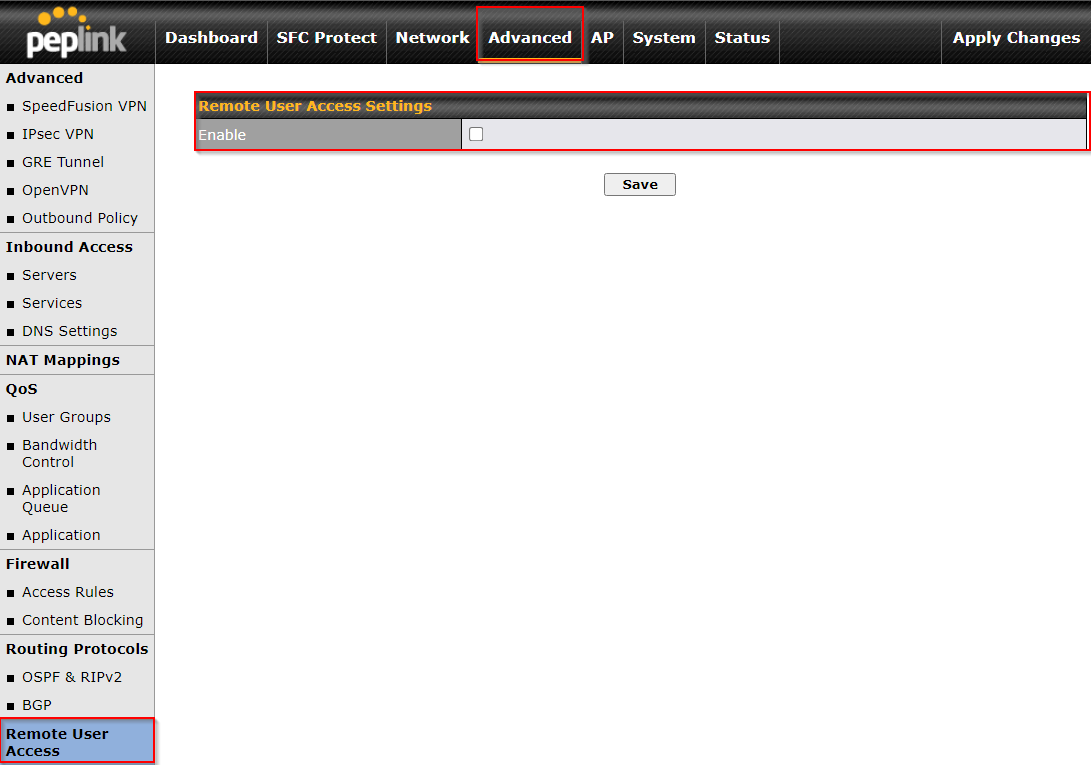 peplink
Dashboard SFC Protect Network Advanced AP System Status Apply Changes
Advanced
SpeedFusion VPN
IPsec VPN
GRE Tunnel
OpenVPN
Outbound Policy
Inbound Access
Servers
Services
DNS Settings
NAT Mappings
QoS
User Groups
Bandwidth
Control
Application
Queue
Application
Firewall
Access Rules
Content Blocking
Routing Protocols
OSPF & RIPv2
BGP
Remote User
Access
Remote User Access Settings
Enable
Save